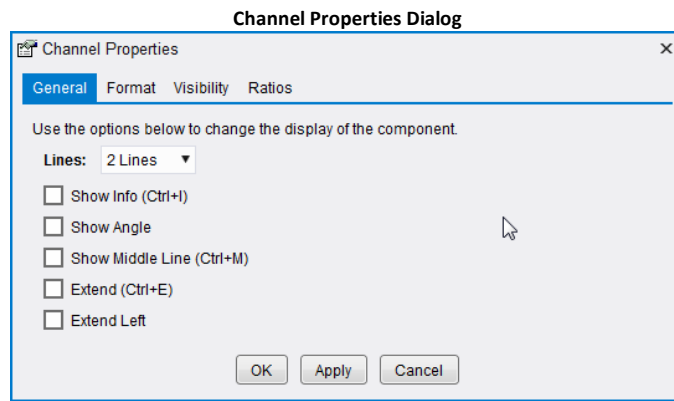 Channel Properties Dialog
Channel Properties
General Format Visibility Ratios
Use the options below to change the display of the component.
Lines: 2 Lines
Show Info (Ctrl+I)
Show Angle
Show Middle Line (Ctrl+M)
Extend (Ctrl+E)
Extend Left
OK Apply Cancel